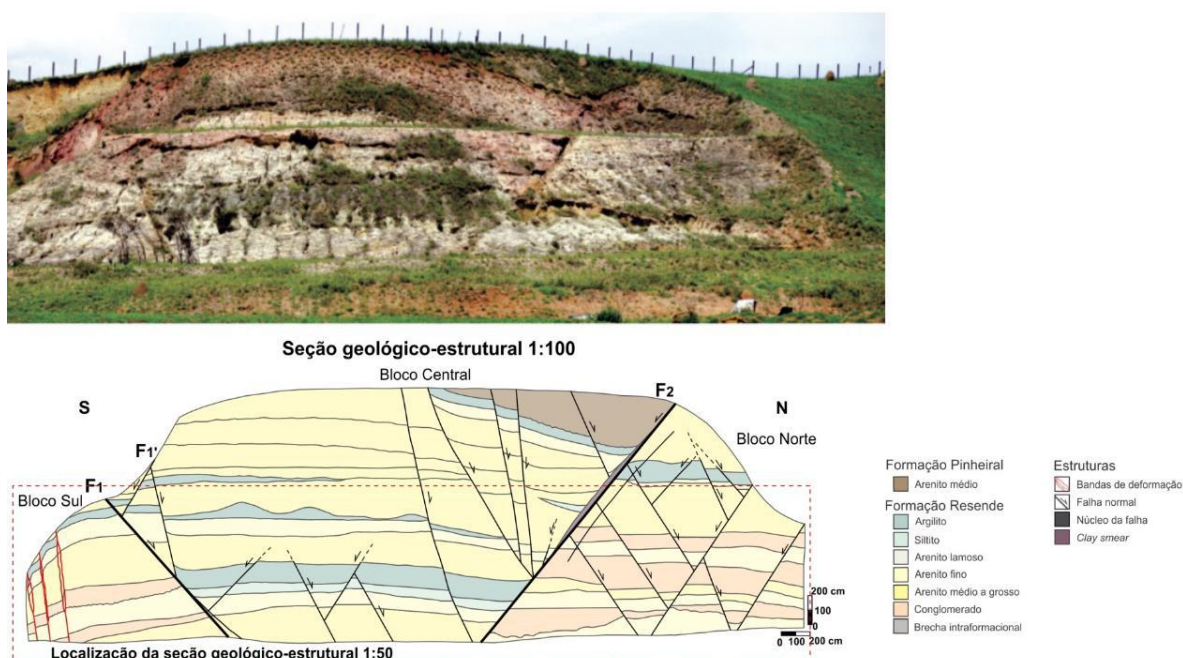 Seção geológico-estrutural 1:100
Bloco Central
S
F2
N
Bloco Norte
F1'
F1
Bloco Sul
200 cm
100
0
0 100 200 cm
Localização da seção geológico-estrutural 1:50
Formação Pinheiral
Arenito médio
Formação Resende
Argilito
Siltito
Arenito lamoso
Arenito fino
Arenito médio a grosso
Conglomerado
Brecha intraformacional
Estruturas
Bandas de deformação
Falha normal
Núcleo da falha
Clay smear